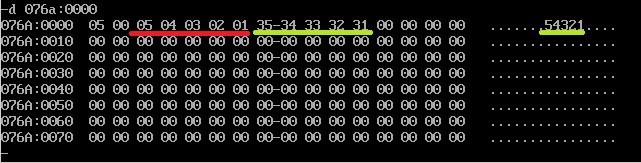 -d 076a:0000
076A:0000  05 00 05 04 03 02 01 35-34 33 32 31 00 00 00 00   .......54321....
076A:0010  00 00 00 00 00 00 00 00-00 00 00 00 00 00 00 00   ................
076A:0020  00 00 00 00 00 00 00 00-00 00 00 00 00 00 00 00   ................
076A:0030  00 00 00 00 00 00 00 00-00 00 00 00 00 00 00 00   ................
076A:0040  00 00 00 00 00 00 00 00-00 00 00 00 00 00 00 00   ................
076A:0050  00 00 00 00 00 00 00 00-00 00 00 00 00 00 00 00   ................
076A:0060  00 00 00 00 00 00 00 00-00 00 00 00 00 00 00 00   ................
076A:0070  00 00 00 00 00 00 00 00-00 00 00 00 00 00 00 00   ................
-